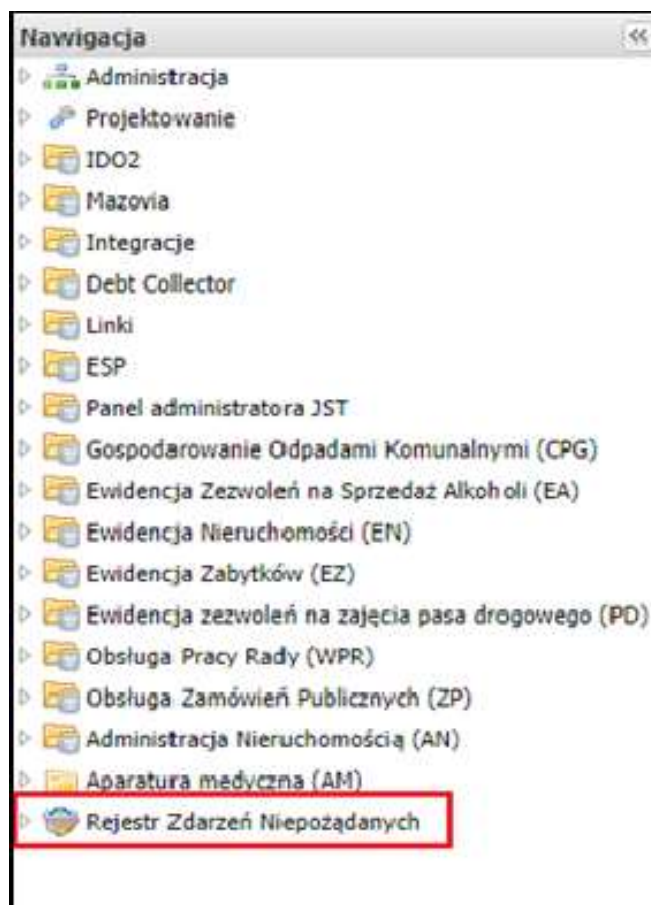 Nawigacja
Administracja
Projektowanie
IDO2
Mazovia
Integracje
Debt Collector
Linki
ESP
Panel administratora JST
Gospodarowanie Odpadami Komunalnymi (CPG)
Ewidencja Zezwoleń na Sprzedaż Alkoholi (EA)
Ewidencja Nieruchomości (EN)
Ewidencja Zabytków (EZ)
Ewidencja zezwoleń na zajęcia pasa drogowego (PD)
Obsługa Pracy Rady (WPR)
Obsługa Zamówień Publicznych (ZP)
Administracja Nieruchomością (AN)
Aparatura medyczna (AM)
Rejestr Zdarzeń Niepożądanych